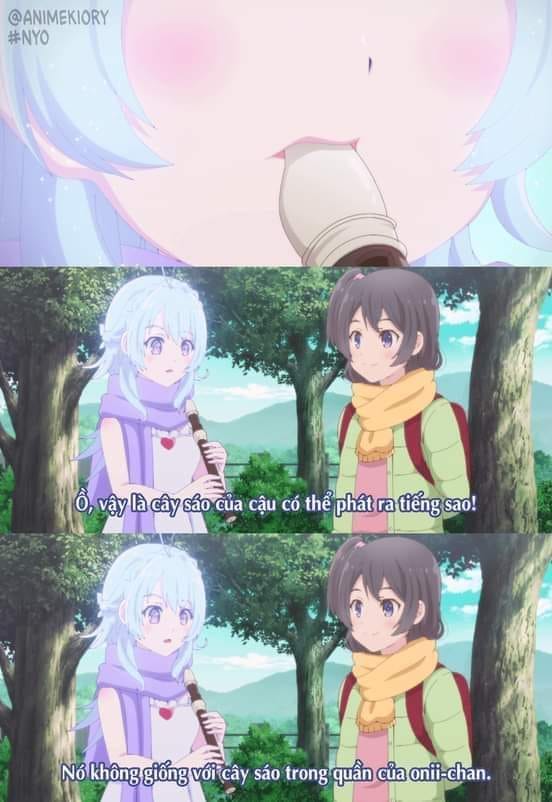 @ANIMEKIORY
#NYO
Ồ, vậy là cây sáo của cậu có thể phát ra tiếng sao!
Nó không giống với cây sáo trong quần của onii-chan.